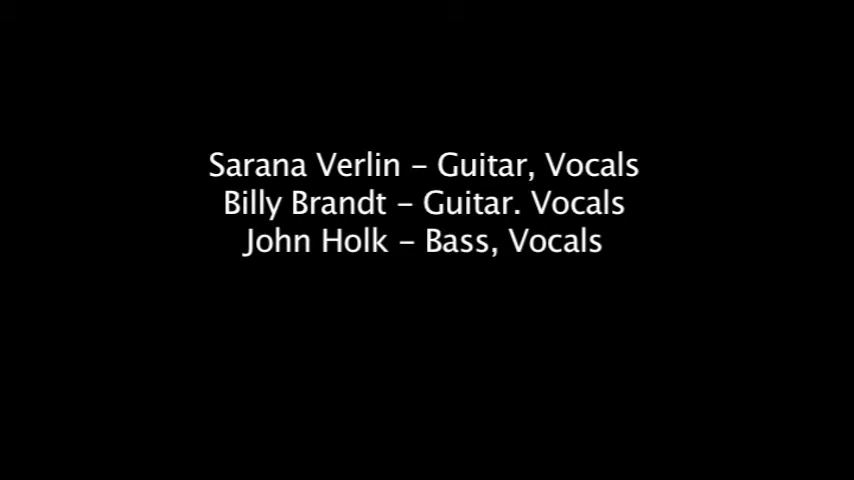 Sarana Verlin – Guitar, Vocals
Billy Brandt – Guitar. Vocals
John Holk – Bass, Vocals